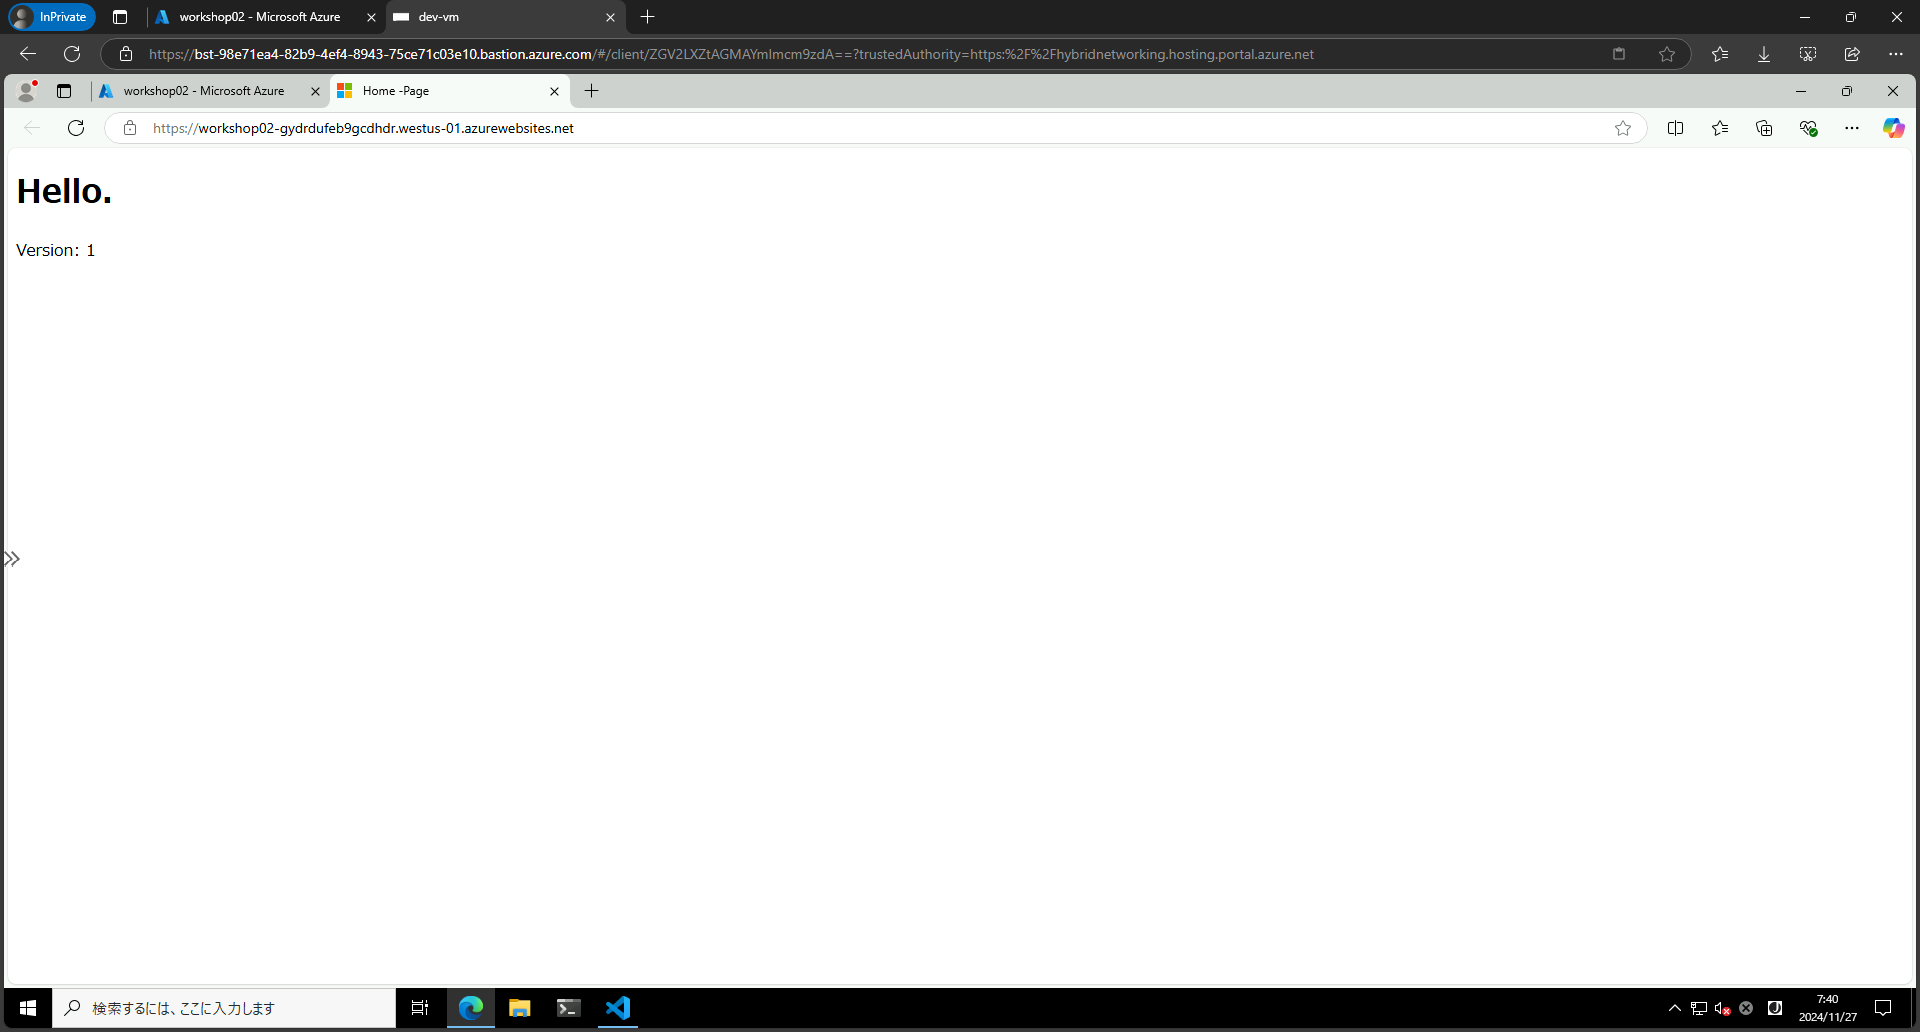 InPrivate
workshop02 - Microsoft Azure
dev-vm
https://bst-98e71ea4-82b9-4ef4-8943-75ce71c03e10.bastion.azure.com/#/client/ZGV2LXZtAGMAYmlmcm9zdA==?trustedAuthority=https:%2F%2Fhybridnetworking.hosting.portal.azure.net
workshop02 - Microsoft Azure
Home -Page
https://workshop02-gydrdufeb9gcdhdr.westus-01.azurewebsites.net
Hello.
Version: 1
検索するには、ここに入力します
7:40
2024/11/27